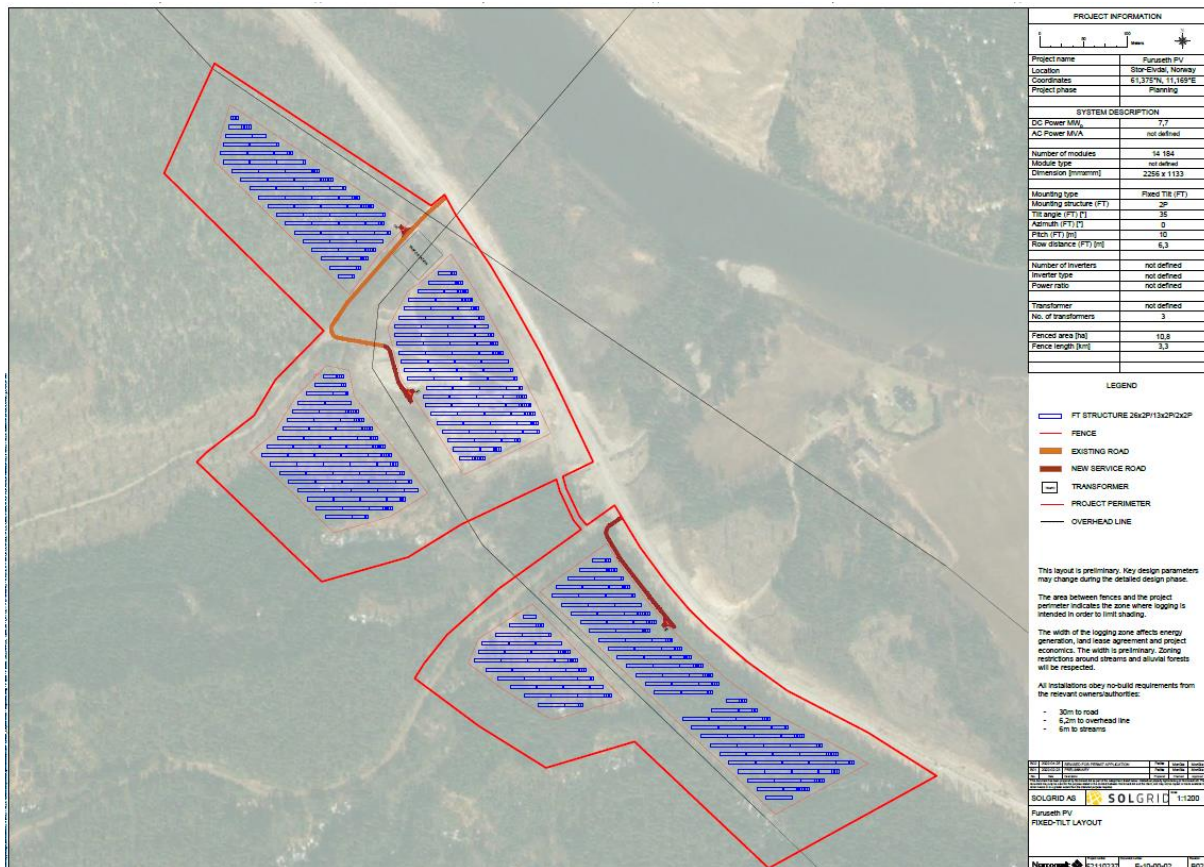 PROJECT INFORMATION
Meters
Project name Furuseth PV
Location Stor-Elvdal, Norway
Coordinates 61,375°N, 11,169°E
Project phase Planning
SYSTEM DESCRIPTION
DC Power MWp 7,7
AC Power MVA not defined
Number of modules 14 184
Module type not defined
Dimension [mmxmm] 2256 x 1133
Mounting type Fixed Tilt (FT)
Mounting structure (FT) 2P
Tilt angle (FT) [°] 35
Azimuth (FT) [°] 0
Pitch (FT) [m] 10
Row distance (FT) [m] 6,3
Number of inverters not defined
Inverter type not defined
Power ratio not defined
Transformer not defined
No. of transformers 3
Fenced area [ha] 10,8
Fence length [km] 3,3
LEGEND
FT STRUCTURE 26x2P/13x2P/2x2P
FENCE
EXISTING ROAD
NEW SERVICE ROAD
TRANSFORMER
PROJECT PERIMETER
OVERHEAD LINE
This layout is preliminary. Key design parameters
may change during the detailed design phase.
The area between fences and the project
perimeter indicates the zone where logging is
intended in order to limit shading.
The width of the logging zone affects energy
generation, land lease agreement and project
economics. The width is preliminary. Zoning
restrictions around streams and alluvial forests
will be respected.
All installations obey no-build requirements from
the relevant owners/authorities:
- 30m to road
- 6,2m to overhead line
- 6m to streams
SOLGRID AS SOLGRID 1:1200
Furuseth PV
FIXED-TILT LAYOUT